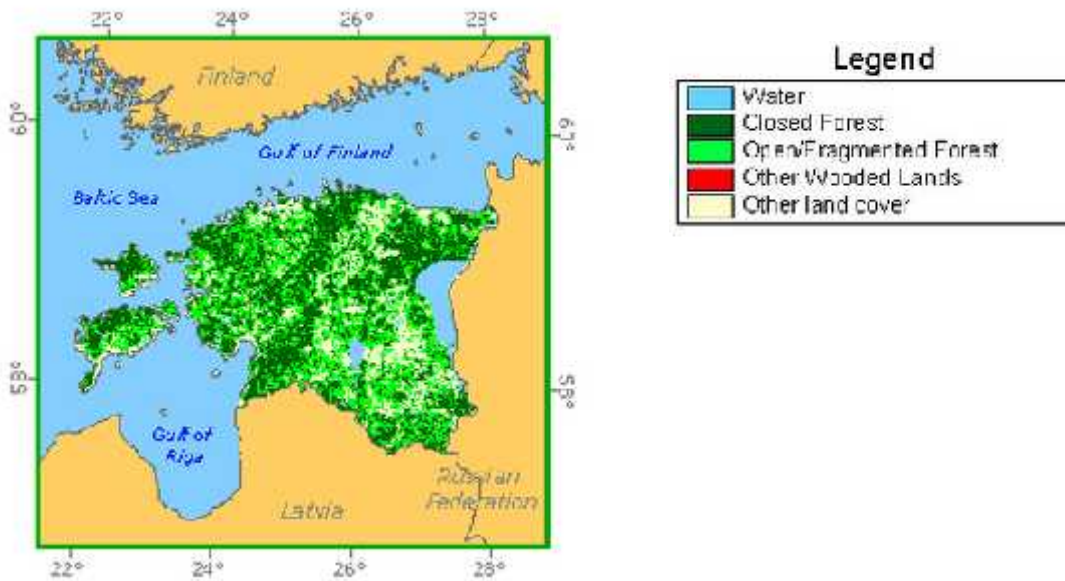 22° 24° 26° 28°
Finland
60°
Gulf of Finland
Baltic Sea
58° 58°
Gulf of
Riga
Latvia
Russian
Federation
22° 24° 26° 28°
Legend
Water
Closed Forest
Open/Fragmented Forest
Other Wooded Lands
Other land cover